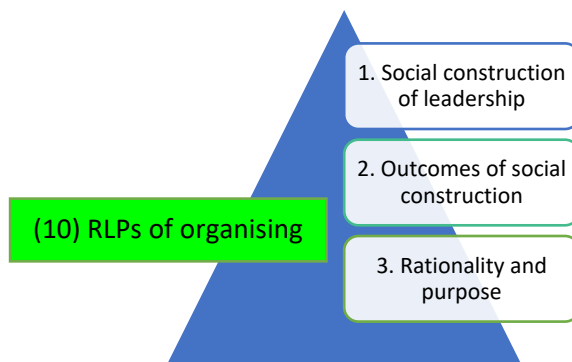 1. Social construction
of leadership
2. Outcomes of social
construction
(10) RLPs of organising
3. Rationality and
purpose